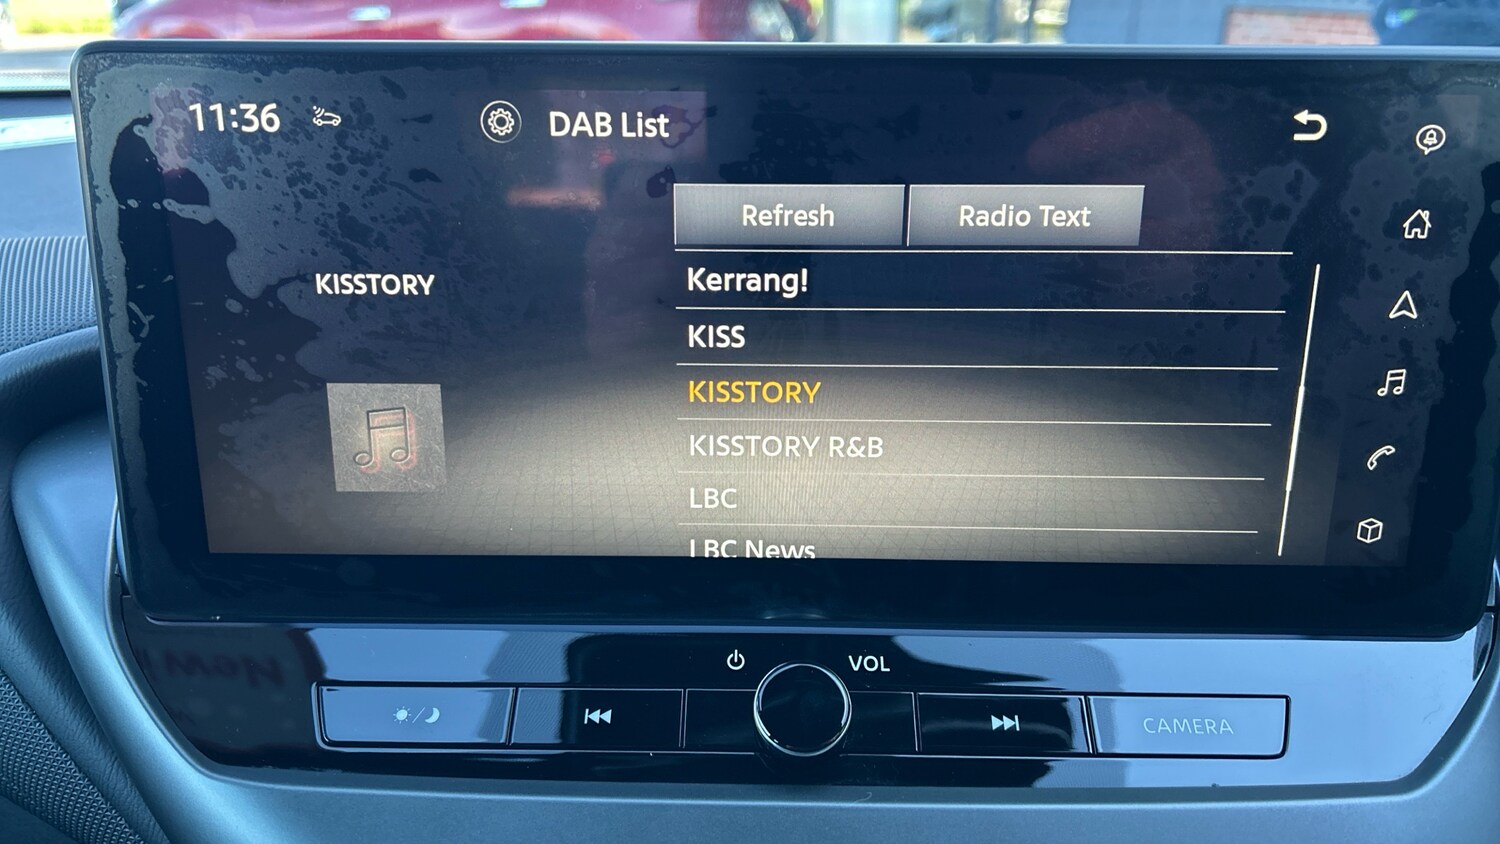 11:36
DAB List
Refresh
Radio Text
KISSTORY
Kerrang!
KISS
KISSTORY
KISSTORY R&B
LBC
LBC News
VOL
CAMERA